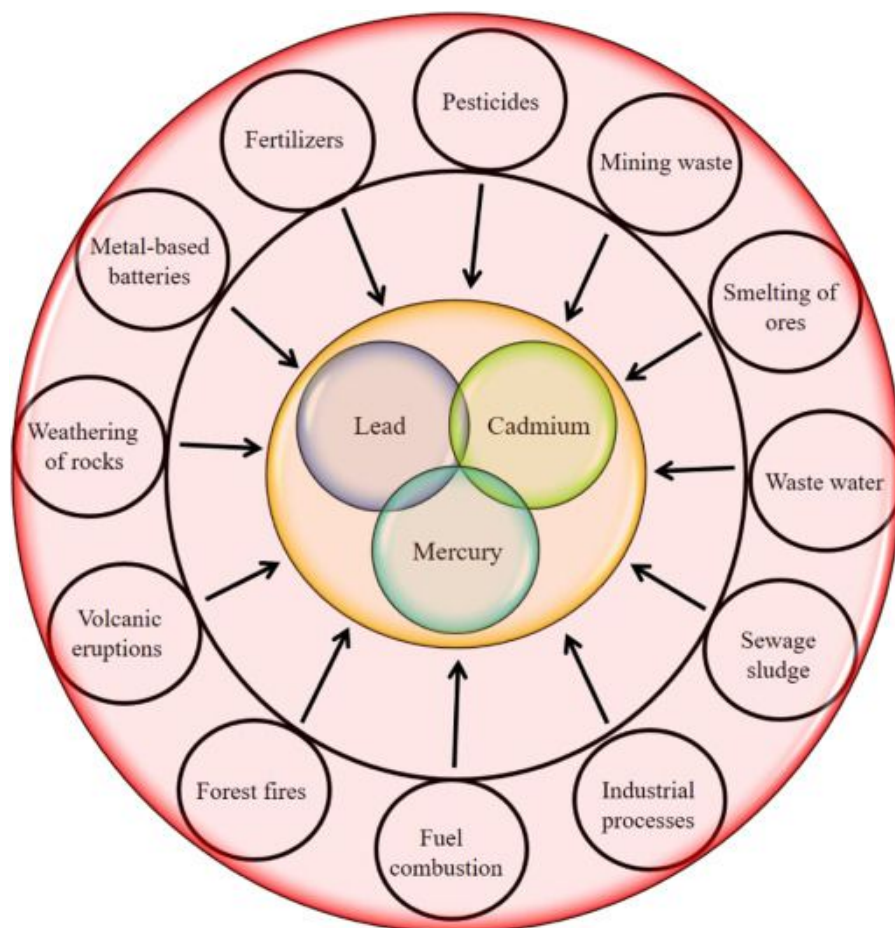 Pesticides
Mining waste
Smelting of
ores
Waste water
Sewage
sludge
Industrial
processes
Fuel
combustion
Forest fires
Volcanic
eruptions
Weathering
of rocks
Metal-based
batteries
Fertilizers
Lead
Cadmium
Mercury